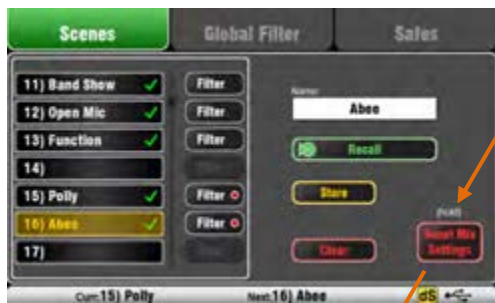 Scenes
Global Filter
Safes
11) Band Show
Filter
12) Open Mic
Filter
13) Function
Filter
14)
15) Polly
Filter
16) Abee
Filter
17)
Name:
Abee
Recall
Store
Clear
(hold)
Reset Mix
Settings
Curr: 15) Polly
Next: 16) Abee
dS